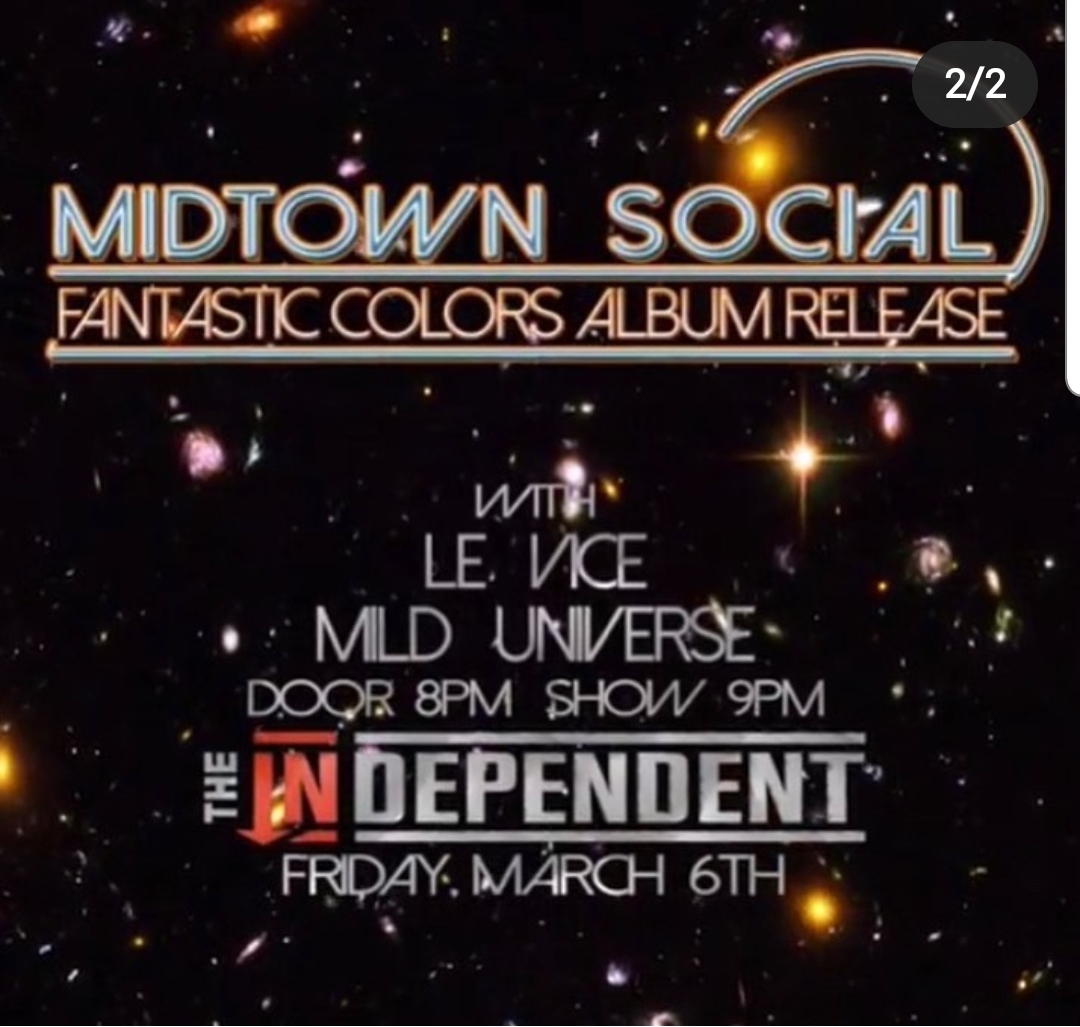 2/2
MIDTOWN SOCIAL
FANTASTIC COLORS ALBUM RELEASE
WITH
LE VICE
MILD UNIVERSE
DOOR 8PM SHOW 9PM
THE INDEPENDENT
FRIDAY, MARCH 6TH